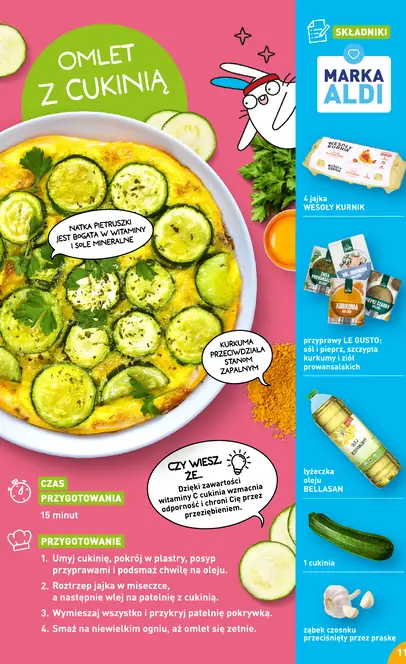 OMLET
Z CUKINIĄ
NATKA PIETRUSZKI
JEST BOGATA W WITAMINY
I SOLE MINERALNE
KURKUMA
PRZECIWDZIAŁA
STANOM
ZAPALNYM
CZY WIESZ,
ŻE...
Dzięki zawartości
witaminy C cukinia wzmacnia
odporność i chroni Cię przed
przeziębieniem.
CZAS
PRZYGOTOWANIA
15 minut
PRZYGOTOWANIE
1. Umyj cukinię, pokrój w plastry, posyp
przyprawami i podsmaż chwilę na oleju.
2. Roztrzep jajka w miseczce,
a następnie wlej na patelnię z cukinią.
3. Wymieszaj wszystko i przykryj patelnię pokrywką.
4. Smaż na niewielkim ogniu, aż omlet się zetnie.
SKŁADNIKI
MARKA
ALDI
WESOŁY
KURNIK
4 jajka
WESOŁY KURNIK
KURKUMA
przyprawy LE GUSTO:
sól i pieprz, szczypta
kurkumy i ziół
prowansalskich
łyżeczka
oleju
BELLASAN
1 cukinia
ząbek czosnku
przeciśnięty przez praskę